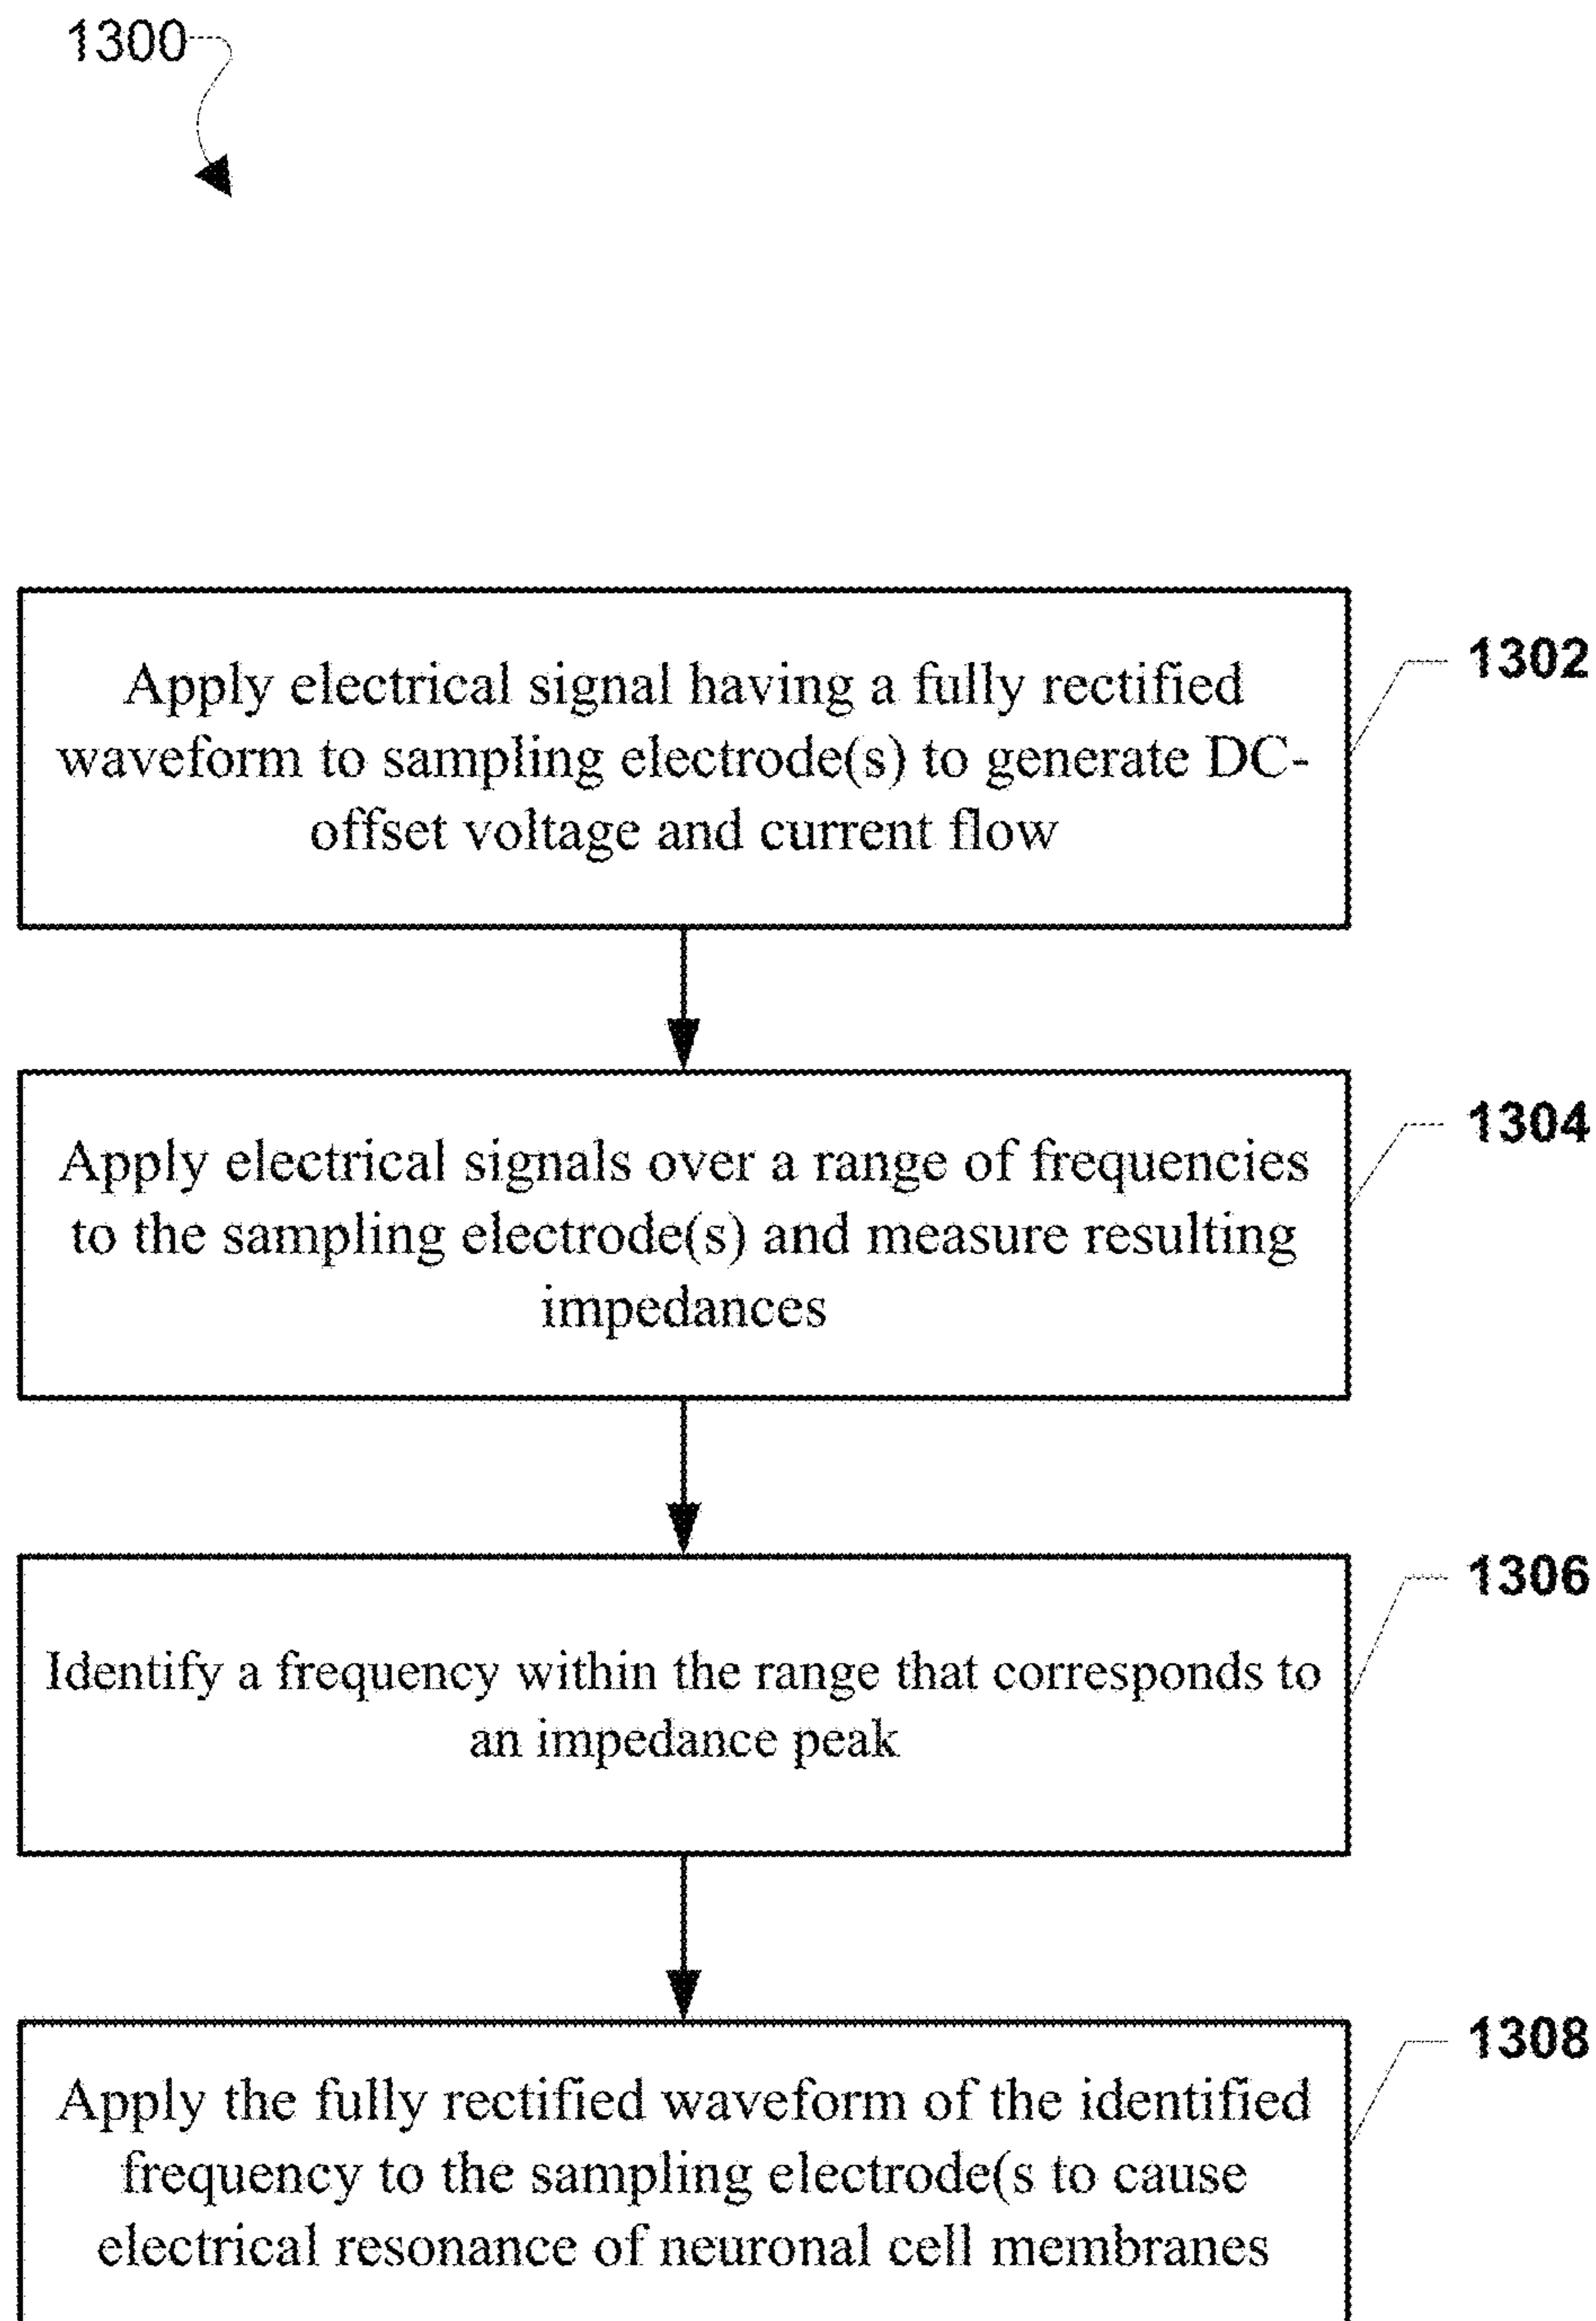 1300
Apply electrical signal having a fully rectified
waveform to sampling electrode(s) to generate DC-
offset voltage and current flow
1302
Apply electrical signals over a range of frequencies
to the sampling electrode(s) and measure resulting
impedances
1304
Identify a frequency within the range that corresponds to
an impedance peak
1306
Apply the fully rectified waveform of the identified
frequency to the sampling electrode(s to cause
electrical resonance of neuronal cell membranes
1308